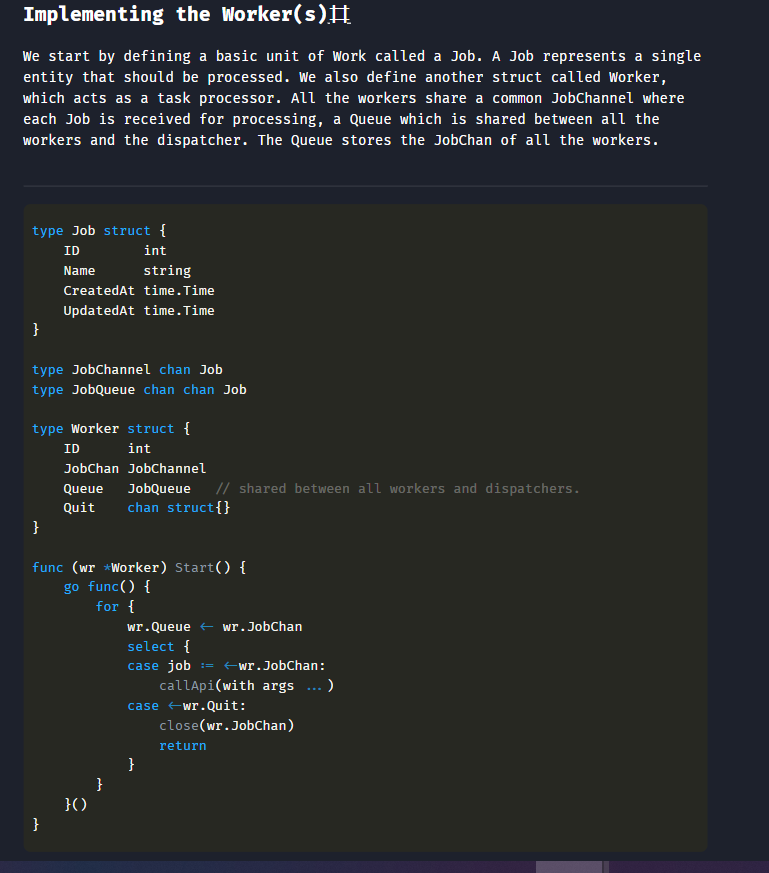 Implementing the Worker(s)#
We start by defining a basic unit of Work called a Job. A Job represents a single
entity that should be processed. We also define another struct called Worker,
which acts as a task processor. All the workers share a common JobChannel where
each Job is received for processing, a Queue which is shared between all the
workers and the dispatcher. The Queue stores the JobChan of all the workers.
type Job struct {
    ID        int
    Name      string
    CreatedAt time.Time
    UpdatedAt time.Time
}
type JobChannel chan Job
type JobQueue chan chan Job
type Worker struct {
    ID      int
    JobChan JobChannel
    Queue   JobQueue   // shared between all workers and dispatchers.
    Quit    chan struct{}
}
func (wr *Worker) Start() {
    go func() {
        for {
            wr.Queue <- wr.JobChan
            select {
            case job := <-wr.JobChan:
                callApi(with args ...)
            case <-wr.Quit:
                close(wr.JobChan)
                return
            }
        }
    }()
}